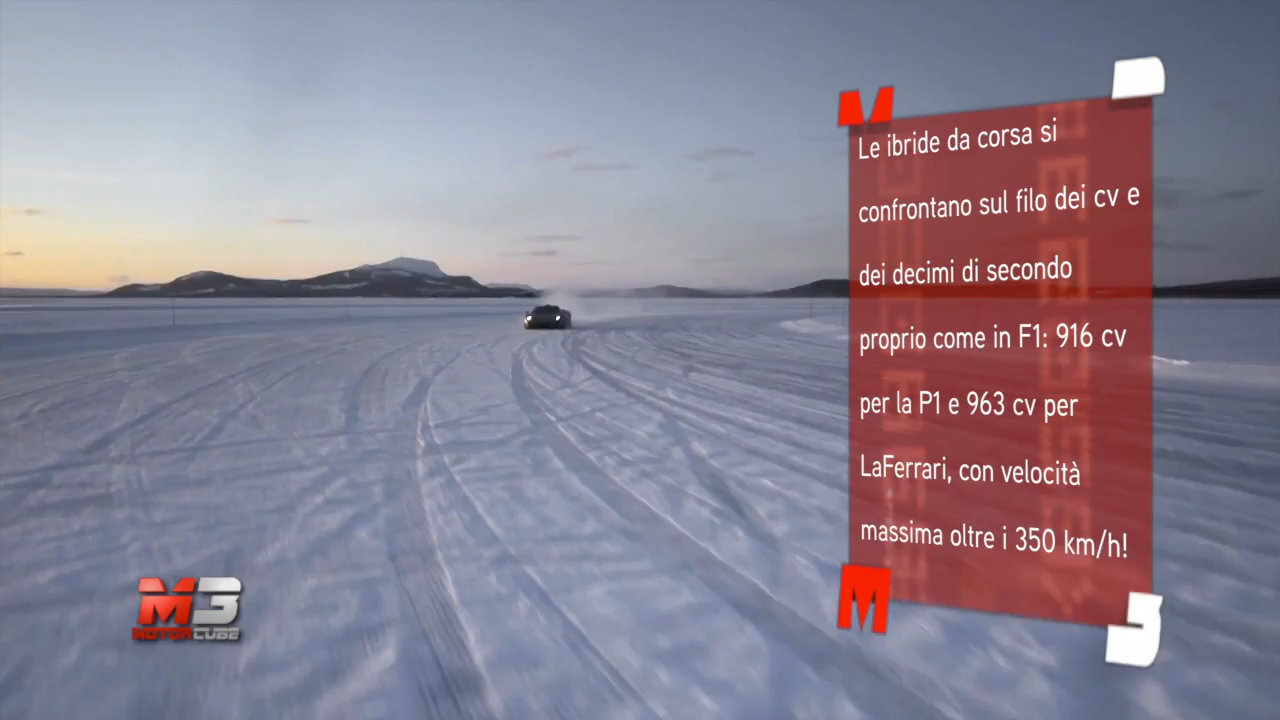 Le ibride da corsa si
confrontano sul filo dei cv e
dei decimi di secondo
proprio come in F1: 916 cv
per la P1 e 963 cv per
LaFerrari, con velocità
massima oltre i 350 km/h!
M3
MOTORCUBE